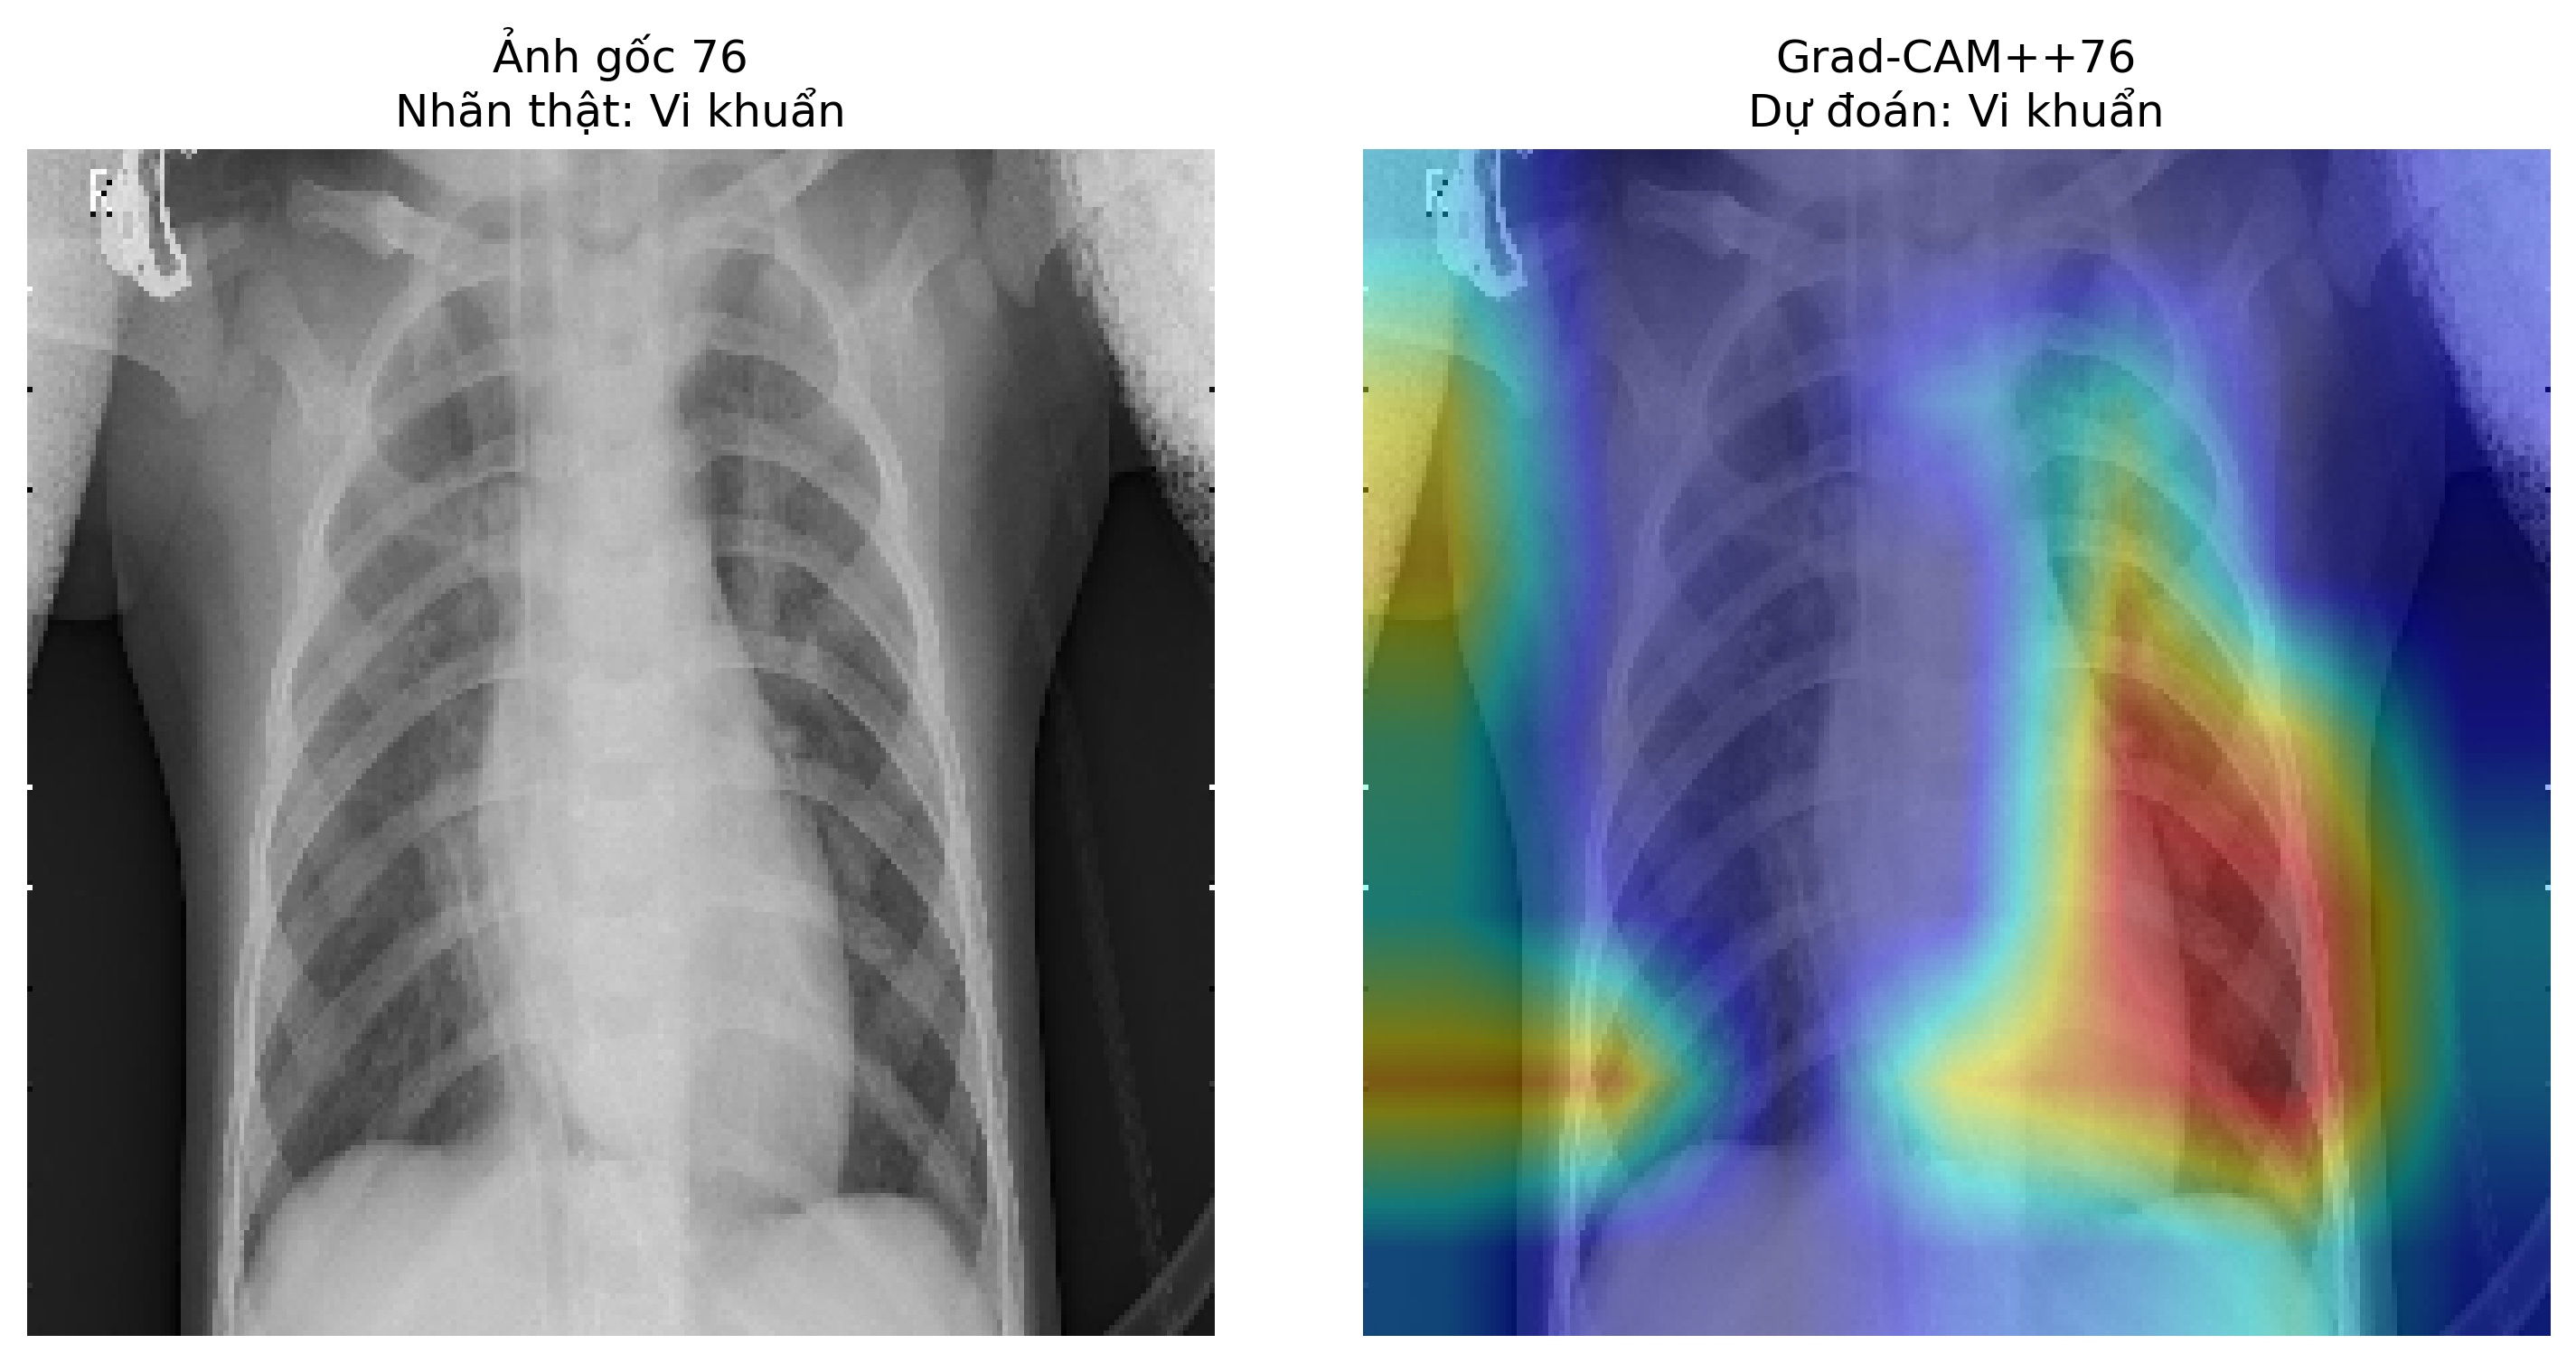 Ảnh gốc 76
Nhãn thật: Vi khuẩn
Grad-CAM++76
Dự đoán: Vi khuẩn
R